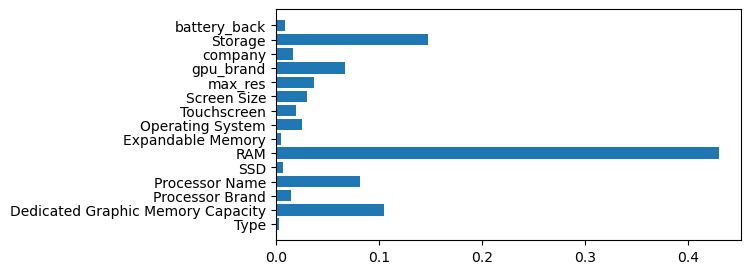 battery_back
Storage
company
gpu_brand
max_res
Screen Size
Touchscreen
Operating System
Expandable Memory
RAM
SSD
Processor Name
Processor Brand
Dedicated Graphic Memory Capacity
Type
0.0 0.1 0.2 0.3 0.4